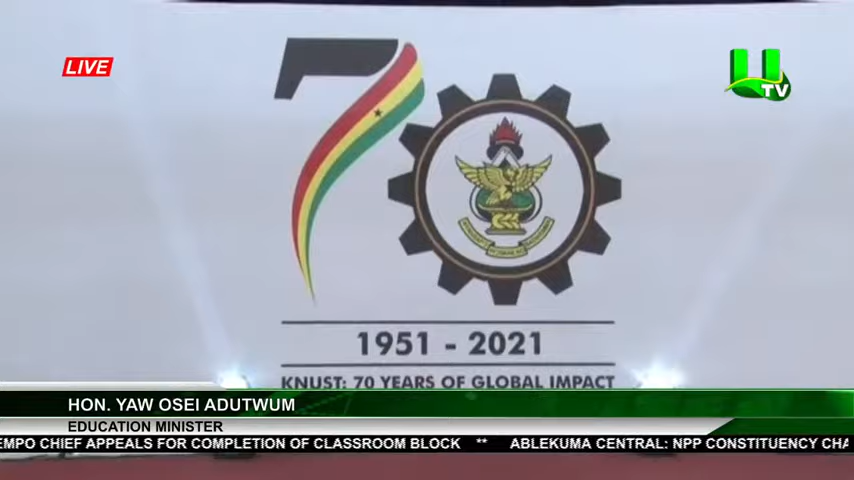 LIVE
U
TV
70
1951 - 2021
KNUST: 70 YEARS OF GLOBAL IMPACT
HON. YAW OSEI ADUTWUM
EDUCATION MINISTER
EMPO CHIEF APPEALS FOR COMPLETION OF CLASSROOM BLOCK ** ABLEKUMA CENTRAL: NPP CONSTITUENCY CHA